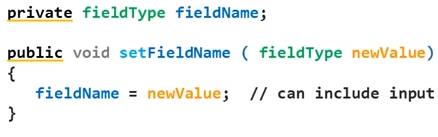 private fieldType fieldName;
public void setFieldName ( fieldType newValue)
{
fieldName = newValue;  // can include input
}